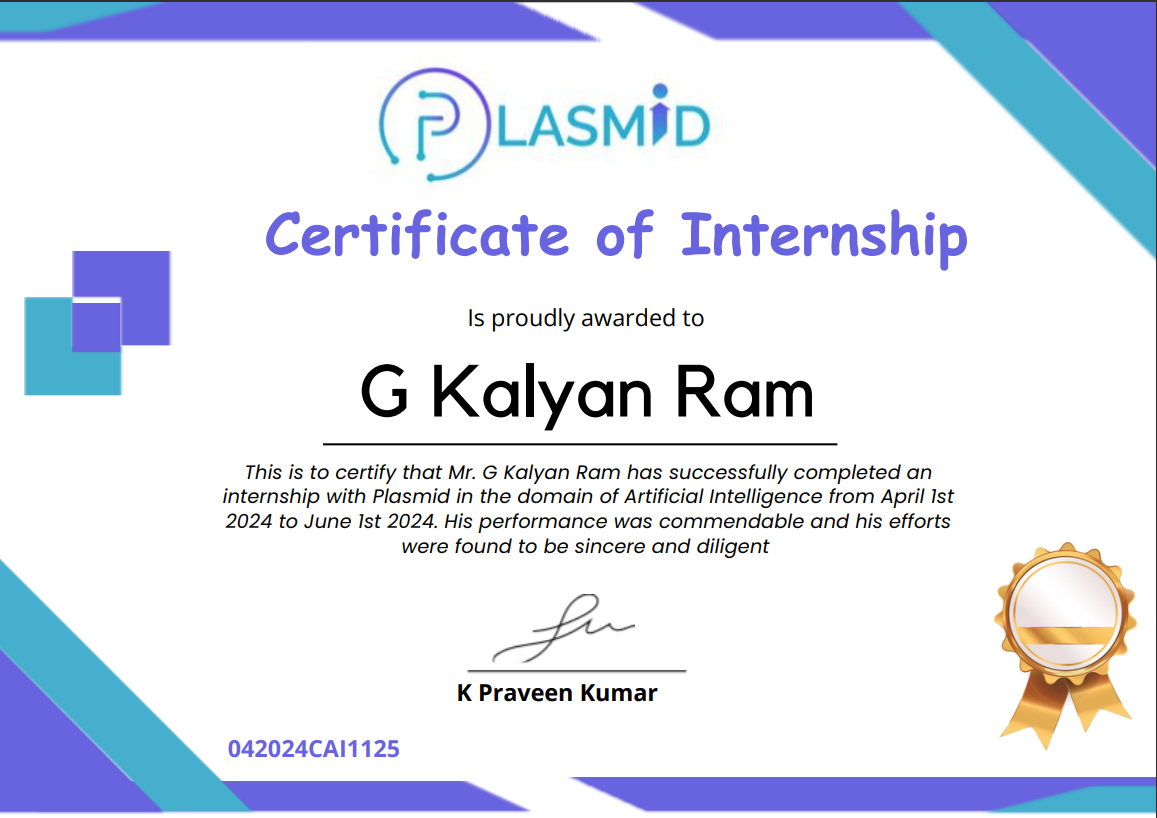 PLASMID
Certificate of Internship
Is proudly awarded to
G Kalyan Ram
This is to certify that Mr. G Kalyan Ram has successfully completed an
internship with Plasmid in the domain of Artificial Intelligence from April 1st
2024 to June 1st 2024. His performance was commendable and his efforts
were found to be sincere and diligent
K Praveen Kumar
042024CAI1125